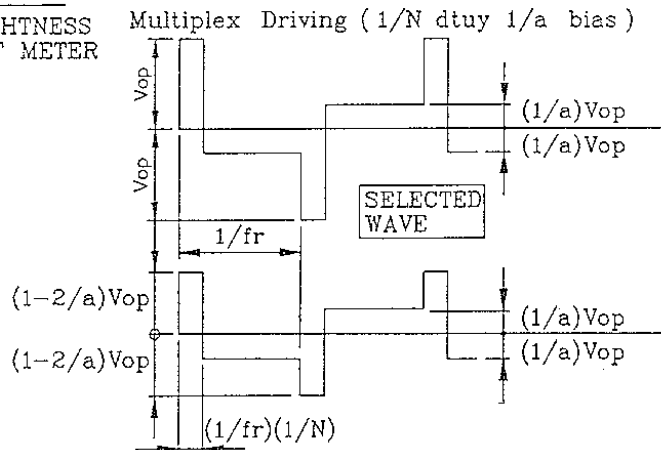 HTNESS
METER
Multiplex Driving ( 1/N dtuy 1/a bias )
Vop
(1/a)Vop
(1/a)Vop
Vop
SELECTED
WAVE
1/fr
(1-2/a)Vop
(1/a)Vop
(1-2/a)Vop
(1/a)Vop
(1/fr)(1/N)